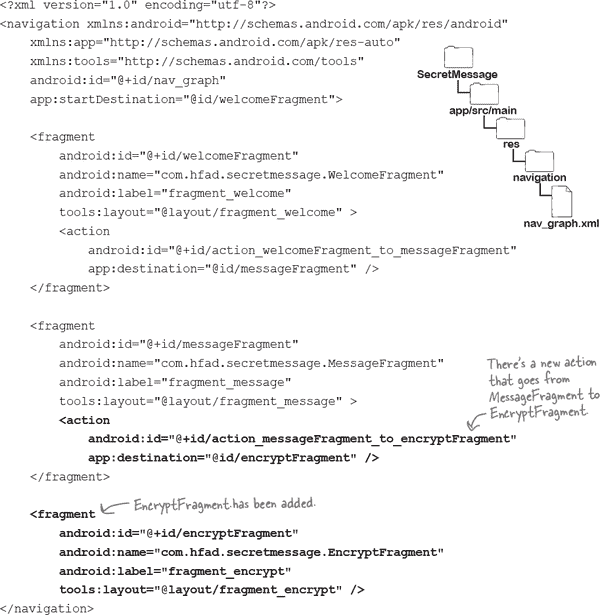 <?xml version="1.0" encoding="utf-8"?>
<navigation xmlns:android="http://schemas.android.com/apk/res/android"
    xmlns:app="http://schemas.android.com/apk/res-auto"
    xmlns:tools="http://schemas.android.com/tools"
    android:id="@+id/nav_graph"
    app:startDestination="@id/welcomeFragment">
SecretMessage
app/src/main
res
navigation
nav_graph.xml

    <fragment
        android:id="@+id/welcomeFragment"
        android:name="com.hfad.secretmessage.WelcomeFragment"
        android:label="fragment_welcome"
        tools:layout="@layout/fragment_welcome" >
        <action
            android:id="@+id/action_welcomeFragment_to_messageFragment"
            app:destination="@id/messageFragment" />
    </fragment>

    <fragment
        android:id="@+id/messageFragment"
        android:name="com.hfad.secretmessage.MessageFragment"
        android:label="fragment_message"
        tools:layout="@layout/fragment_message" >
        <action
            android:id="@+id/action_messageFragment_to_encryptFragment"
            app:destination="@id/encryptFragment" />
    </fragment>
There's a new action
that goes from
MessageFragment to
EncryptFragment.

    <fragment
EncryptFragment has been added.
        android:id="@+id/encryptFragment"
        android:name="com.hfad.secretmessage.EncryptFragment"
        android:label="fragment_encrypt"
        tools:layout="@layout/fragment_encrypt" />
</navigation>